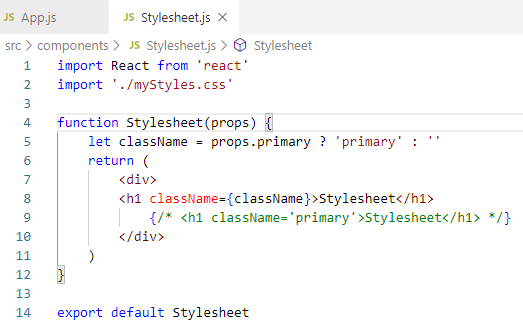 JS App.js JS Stylesheet.js ×
src > components > JS Stylesheet.js > Stylesheet
1 import React from 'react'
2 import './myStyles.css'
3
4 function Stylesheet(props) {
5     let className = props.primary ? 'primary' : ''
6     return (
7         <div>
8         <h1 className={className}>Stylesheet</h1>
9             {/* <h1 className='primary'>Stylesheet</h1> */}
10         </div>
11     )
12 }
13
14 export default Stylesheet